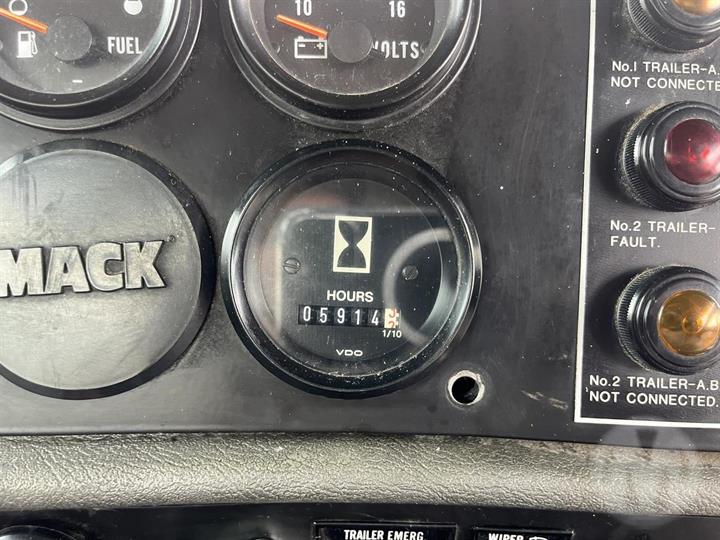 FUEL
10 16
VOLTS
MACK
HOURS
05914
1/10
VDO
No.1 TRAILER-A.
NOT CONNECTE
No.2 TRAILER-
FAULT.
No.2 TRAILER-A.B
NOT CONNECTED.
TRAILER EMERG
WIPER